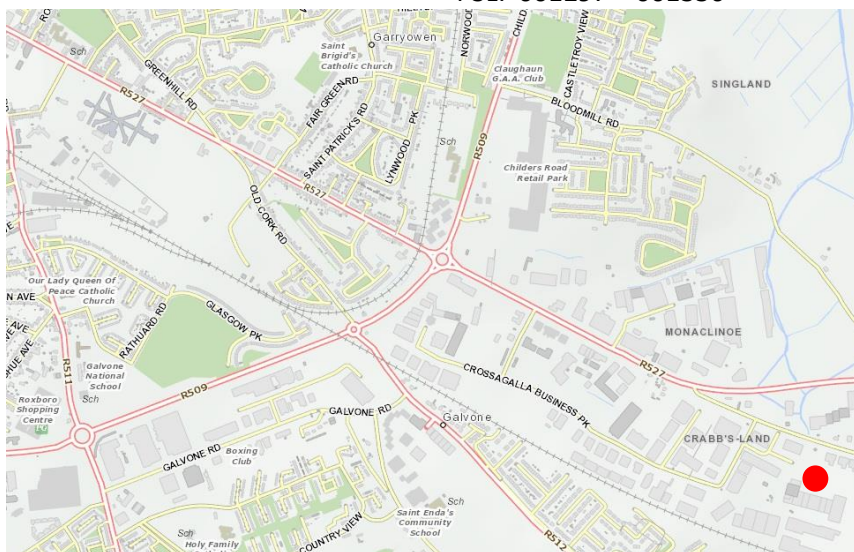 Garryowen
Saint
Brigid's
Catholic Church
Sch
GREENHILL RD
R527
FAIR GREEN RD
SAINT PATRICK'S RD
LYNWOOD PK
NORWOOD
Claughaun
G.A.A. Club
CASTLETROY VIEW
BLOODMILL RD
SINGLAND
Sch
R509
Childers Road
Retail Park
R527
OLD CORK RD
Our Lady Queen Of
Peace Catholic
Church
N AVE
RATHUARD RD
GLASGOW PK
R511
Galvone
National
School
Sch
Roxboro
Shopping
Centre
R509
MONACLINOE
R527
CROSSAGALLA BUSINESS PK
GALVONE RD
Galvone
CRABB'S-LAND
GALVONE RD
Boxing
Club
Sch
Saint Enda's
Community
School
COUNTRY VIEW
R512
Sch
Holy Family